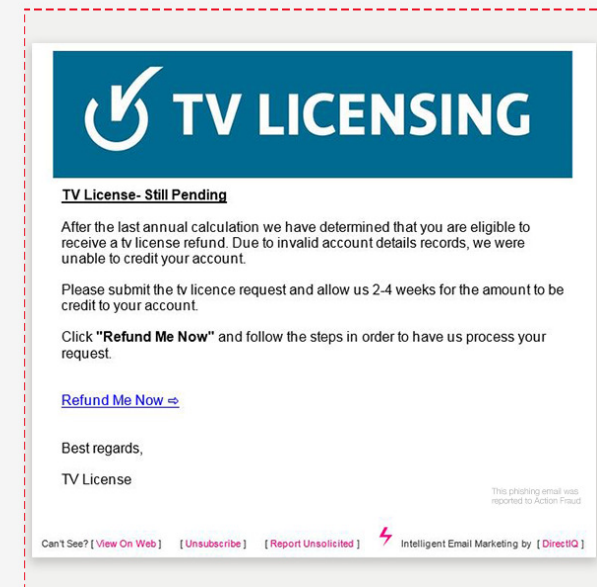 TV LICENSING
TV License- Still Pending
After the last annual calculation we have determined that you are eligible to
receive a tv license refund. Due to invalid account details records, we were
unable to credit your account.
Please submit the tv licence request and allow us 2-4 weeks for the amount to be
credit to your account.
Click "Refund Me Now" and follow the steps in order to have us process your
request.
Refund Me Now ⇨
Best regards,
TV License
This phishing email was
reported to Action Fraud
Can't See? [ View On Web ] [ Unsubscribe ] [ Report Unsolicited ] Intelligent Email Marketing by [ DirectIQ ]